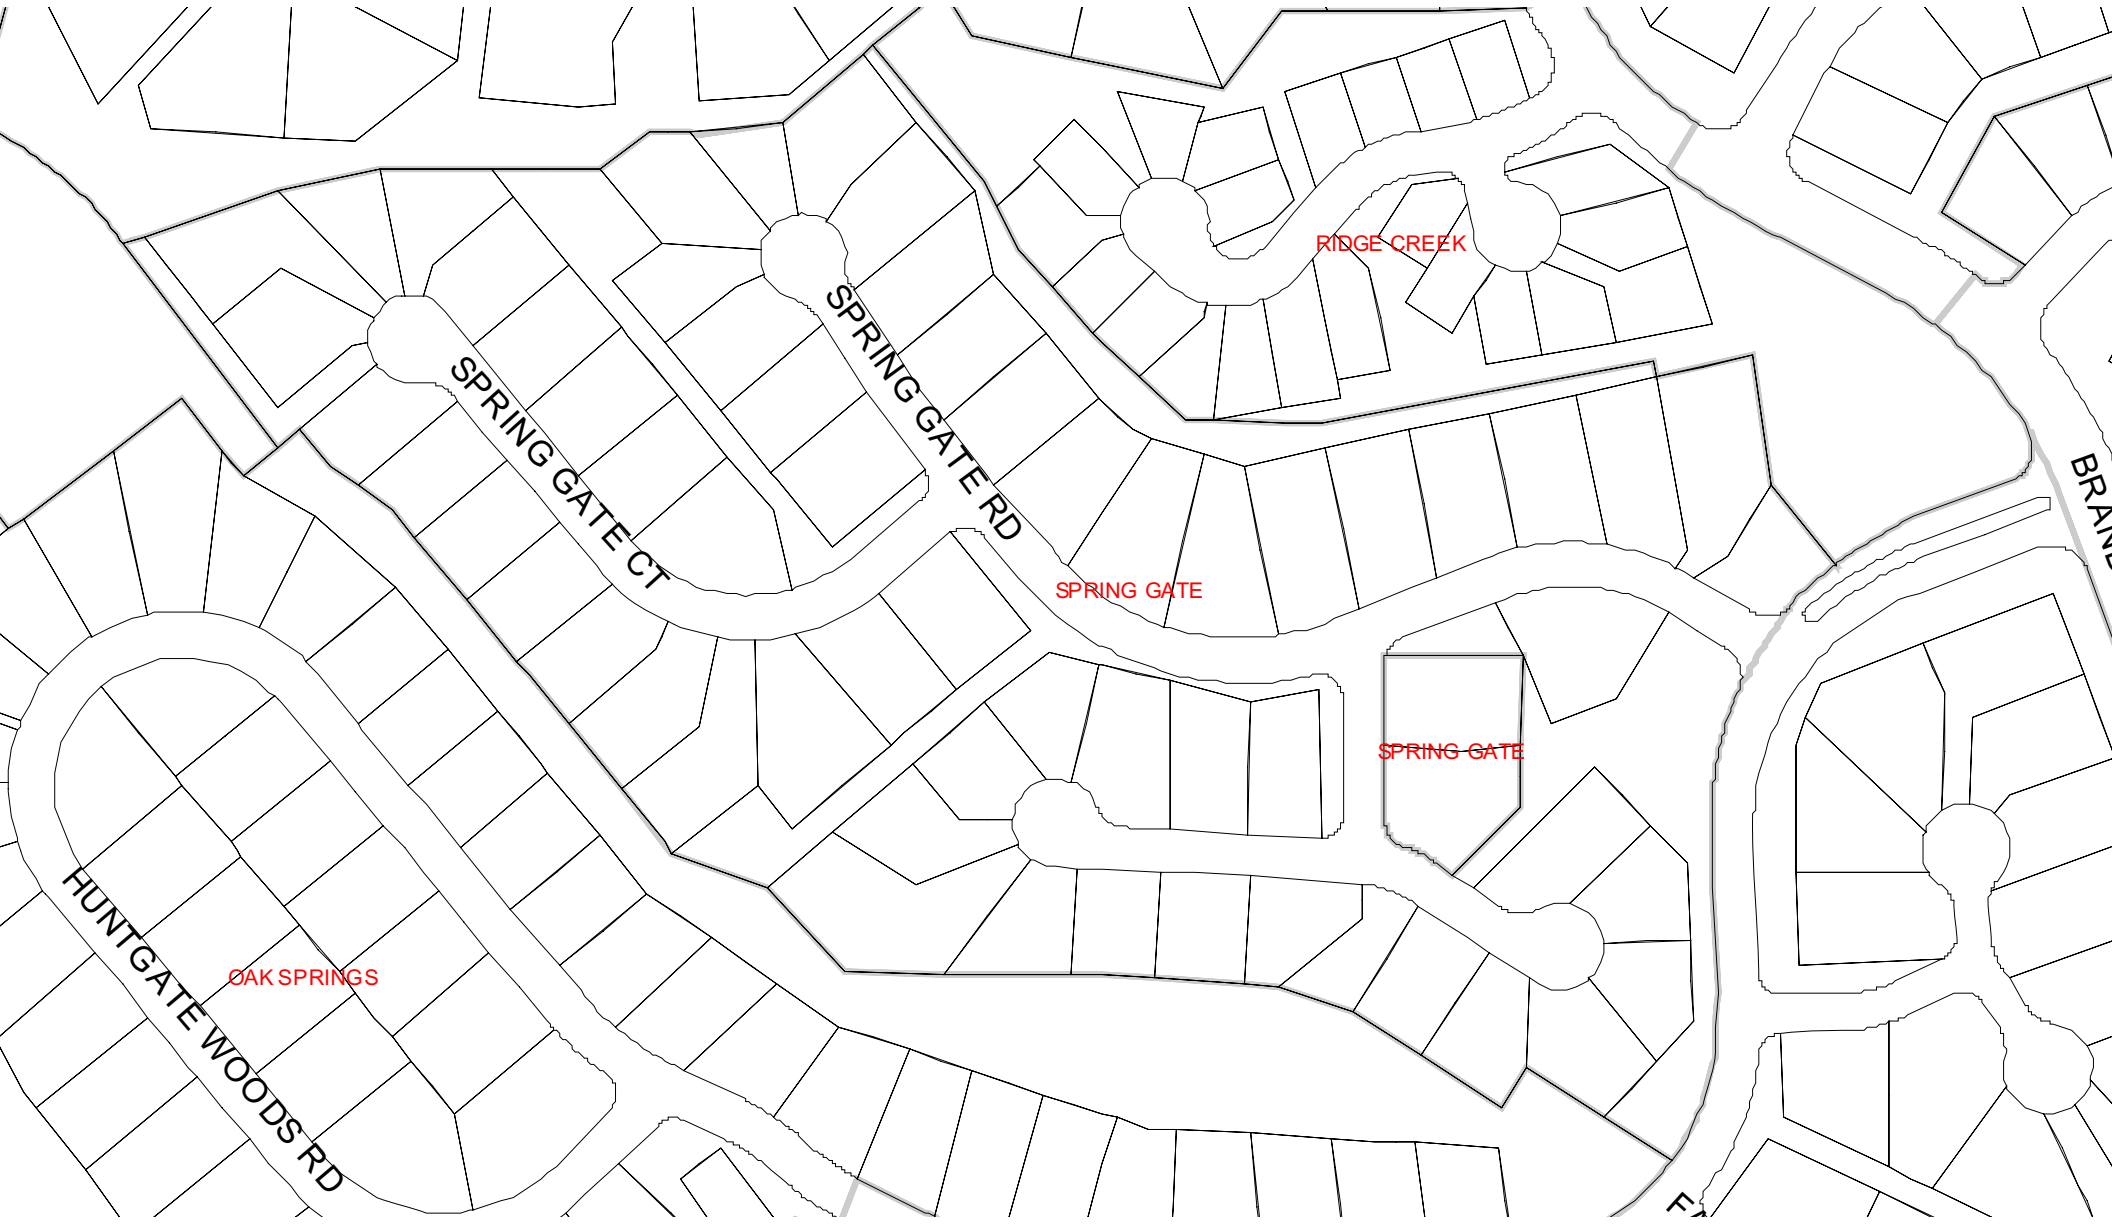 RIDGE CREEK
SPRING GATE RD
SPRING GATE CT
SPRING GATE
SPRING GATE
OAK SPRINGS
HUNTGATE WOODS RD